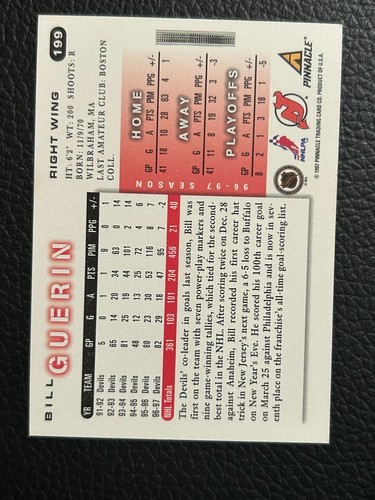 BILL
GUERIN
RIGHT WING
199
HT: 6'2" WT: 200 SHOOTS: R
BORN: 11/9/70
WILBRAHAM, MA
LAST AMATEUR CLUB: BOSTON
COLL.
YR TEAM GP G A PTS PIM PPG +/-
91-92 Devils 5 0 1 1 9 0 1
92-93 Devils 65 14 20 34 63 0 14
93-94 Devils 81 25 19 44 101 2 14
94-95 Devils 48 12 13 25 72 4 6
95-96 Devils 80 23 30 53 116 8 7
96-97 Devils 82 29 18 47 95 7 -2
NHL Totals 361 103 101 204 456 21 40
96-97 SEASON
HOME
GP G A PTS PIM PPG +/-
41 18 10 28 63 4 1
AWAY
41 11 8 19 32 3 -3
PLAYOFFS
8 2 1 3 18 1 -5
The Devils' co-leader in goals last season, Bill was
first on the team with seven power-play markers and
nine game-winning tallies, which tied for the second-
best total in the NHL. After scoring twice on Dec. 28
against Anaheim, Bill recorded his first career hat
trick in New Jersey's next game, a 6-5 loss to Buffalo
on New Year's Eve. He scored his 100th career goal
on March 25 against Philadelphia and is now in sev-
enth place on the franchise's all-time goal-scoring list.
NHL
NHLPA
PINNACLE
© 1997 PINNACLE TRADING CARD CO. PRODUCT OF U.S.A.